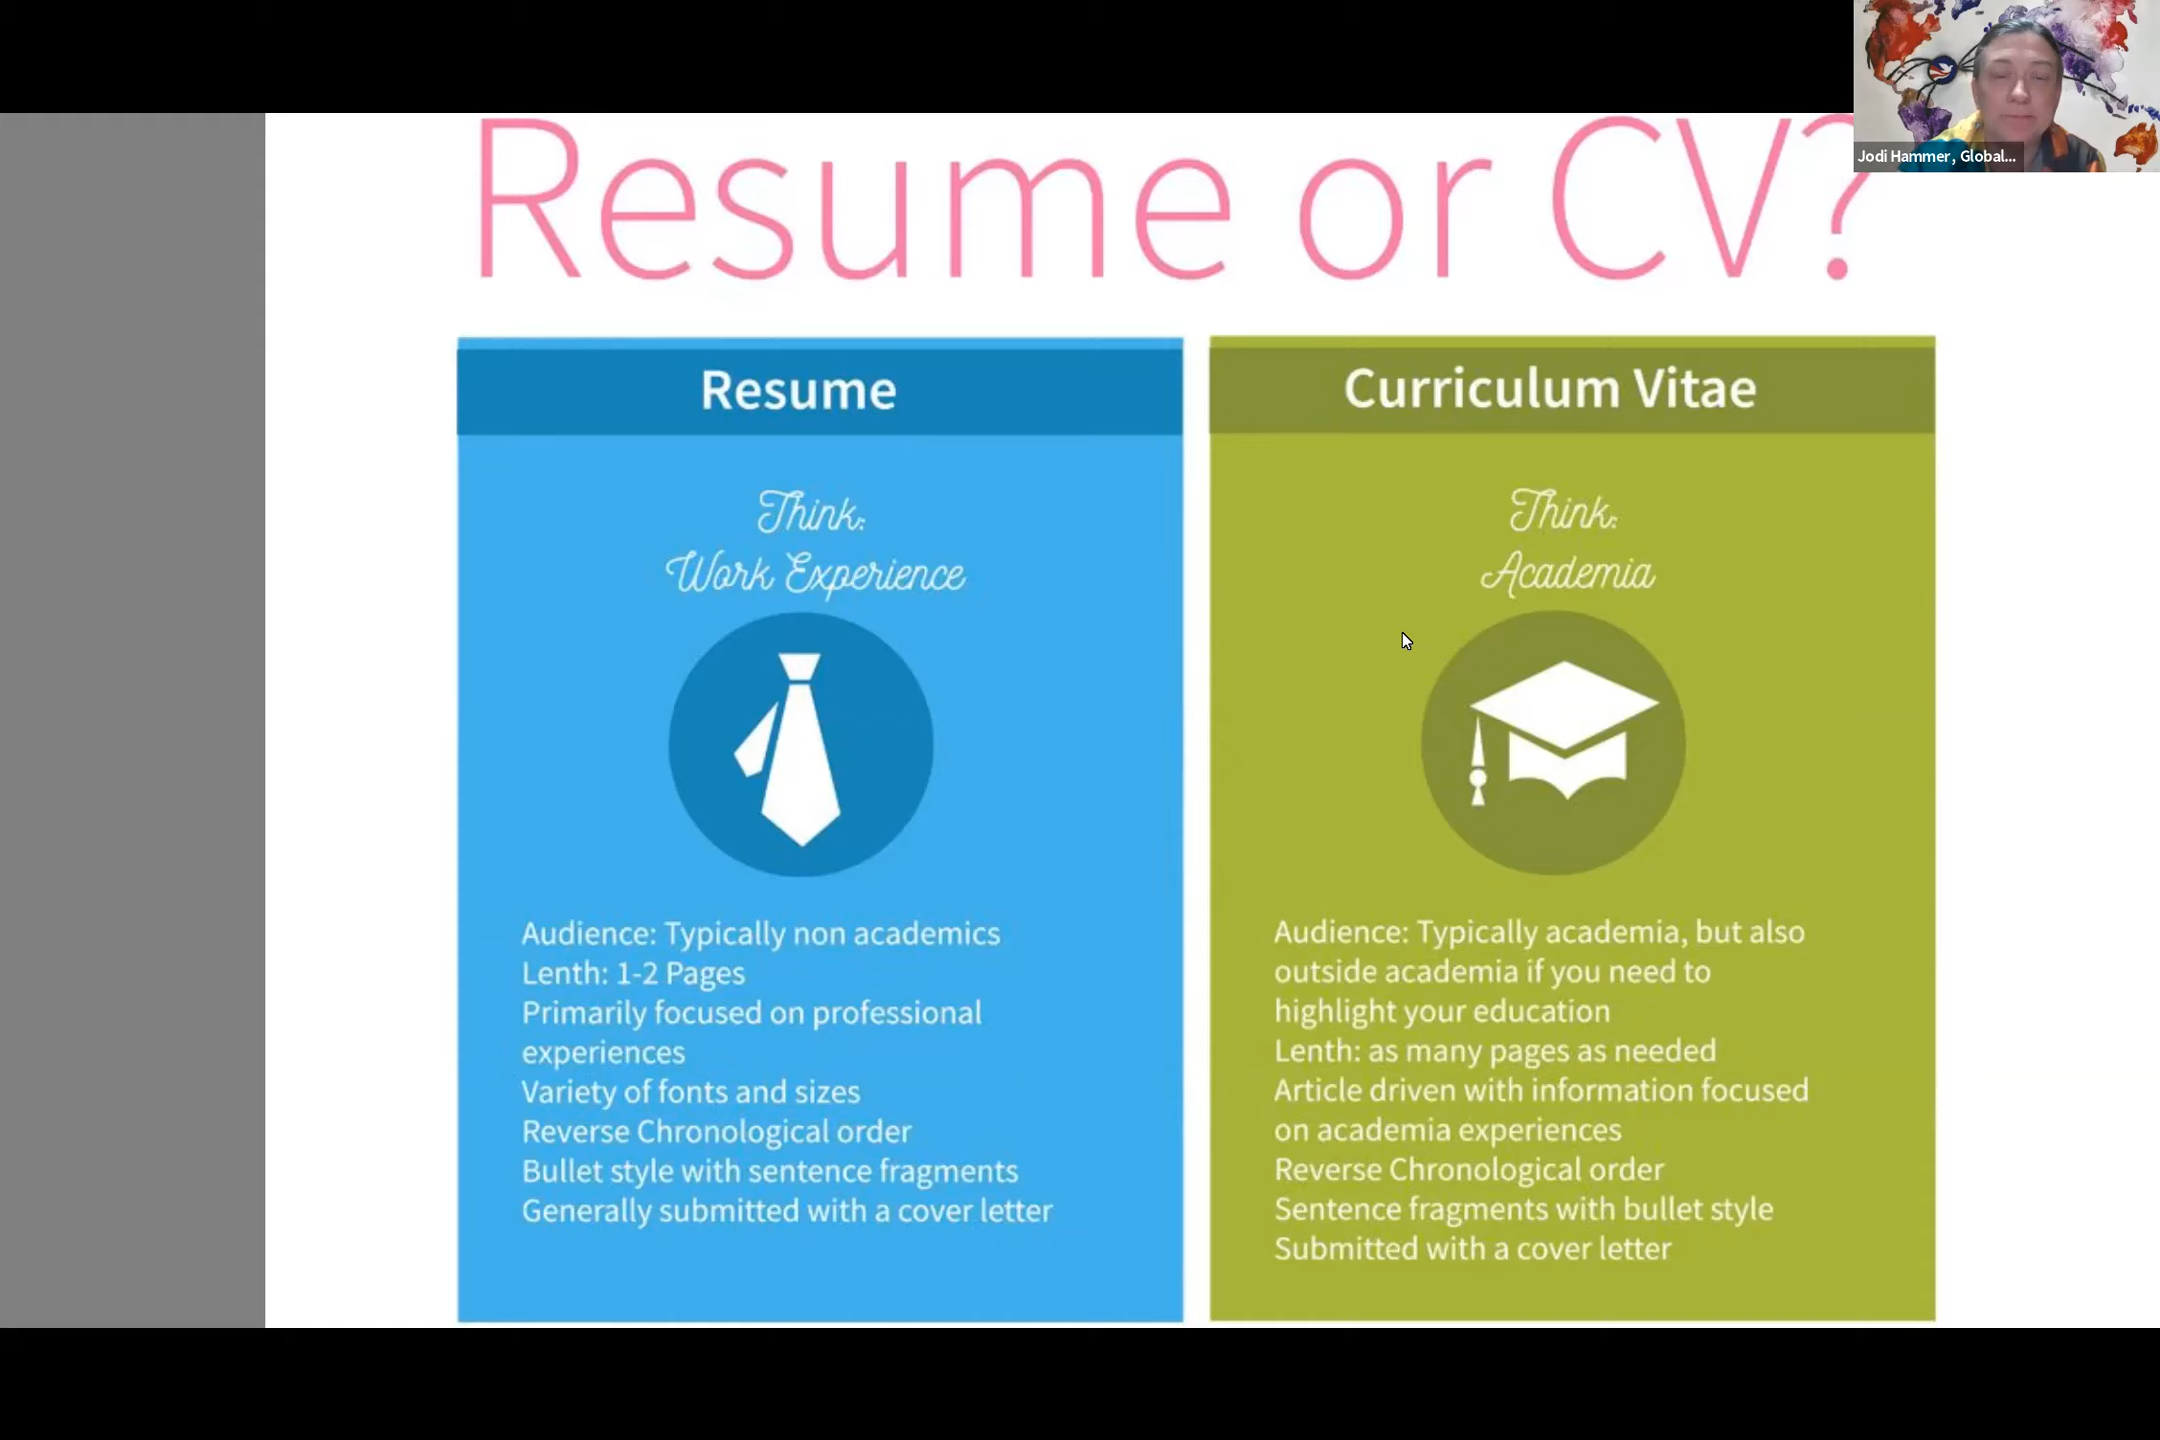 Resume or CV?
Jodi Hammer, Global...
Resume
Think:
Work Experience
Audience: Typically non academics
Lenth: 1-2 Pages
Primarily focused on professional
experiences
Variety of fonts and sizes
Reverse Chronological order
Bullet style with sentence fragments
Generally submitted with a cover letter
Curriculum Vitae
Think:
Academia
Audience: Typically academia, but also
outside academia if you need to
highlight your education
Lenth: as many pages as needed
Article driven with information focused
on academia experiences
Reverse Chronological order
Sentence fragments with bullet style
Submitted with a cover letter